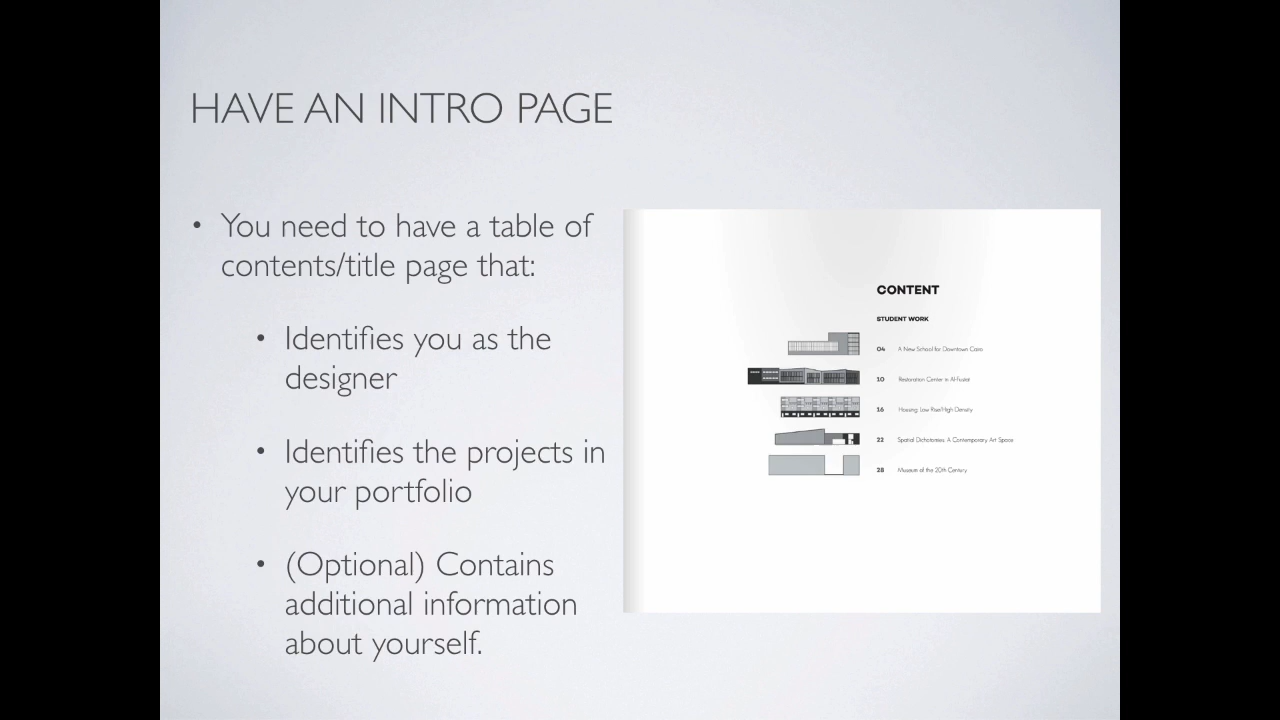 HAVE AN INTRO PAGE
• You need to have a table of
contents/title page that:
• Identifies you as the
designer
• Identifies the projects in
your portfolio
• (Optional) Contains
additional information
about yourself.
CONTENT
STUDENT WORK
04 A New School for Downtown Cairo
10 Restoration Center in Al-Fustat
16 Housing: Low Rise/High Density
22 Spatial Dichotomies: A Contemporary Art Space
28 Museum of the 20th Century